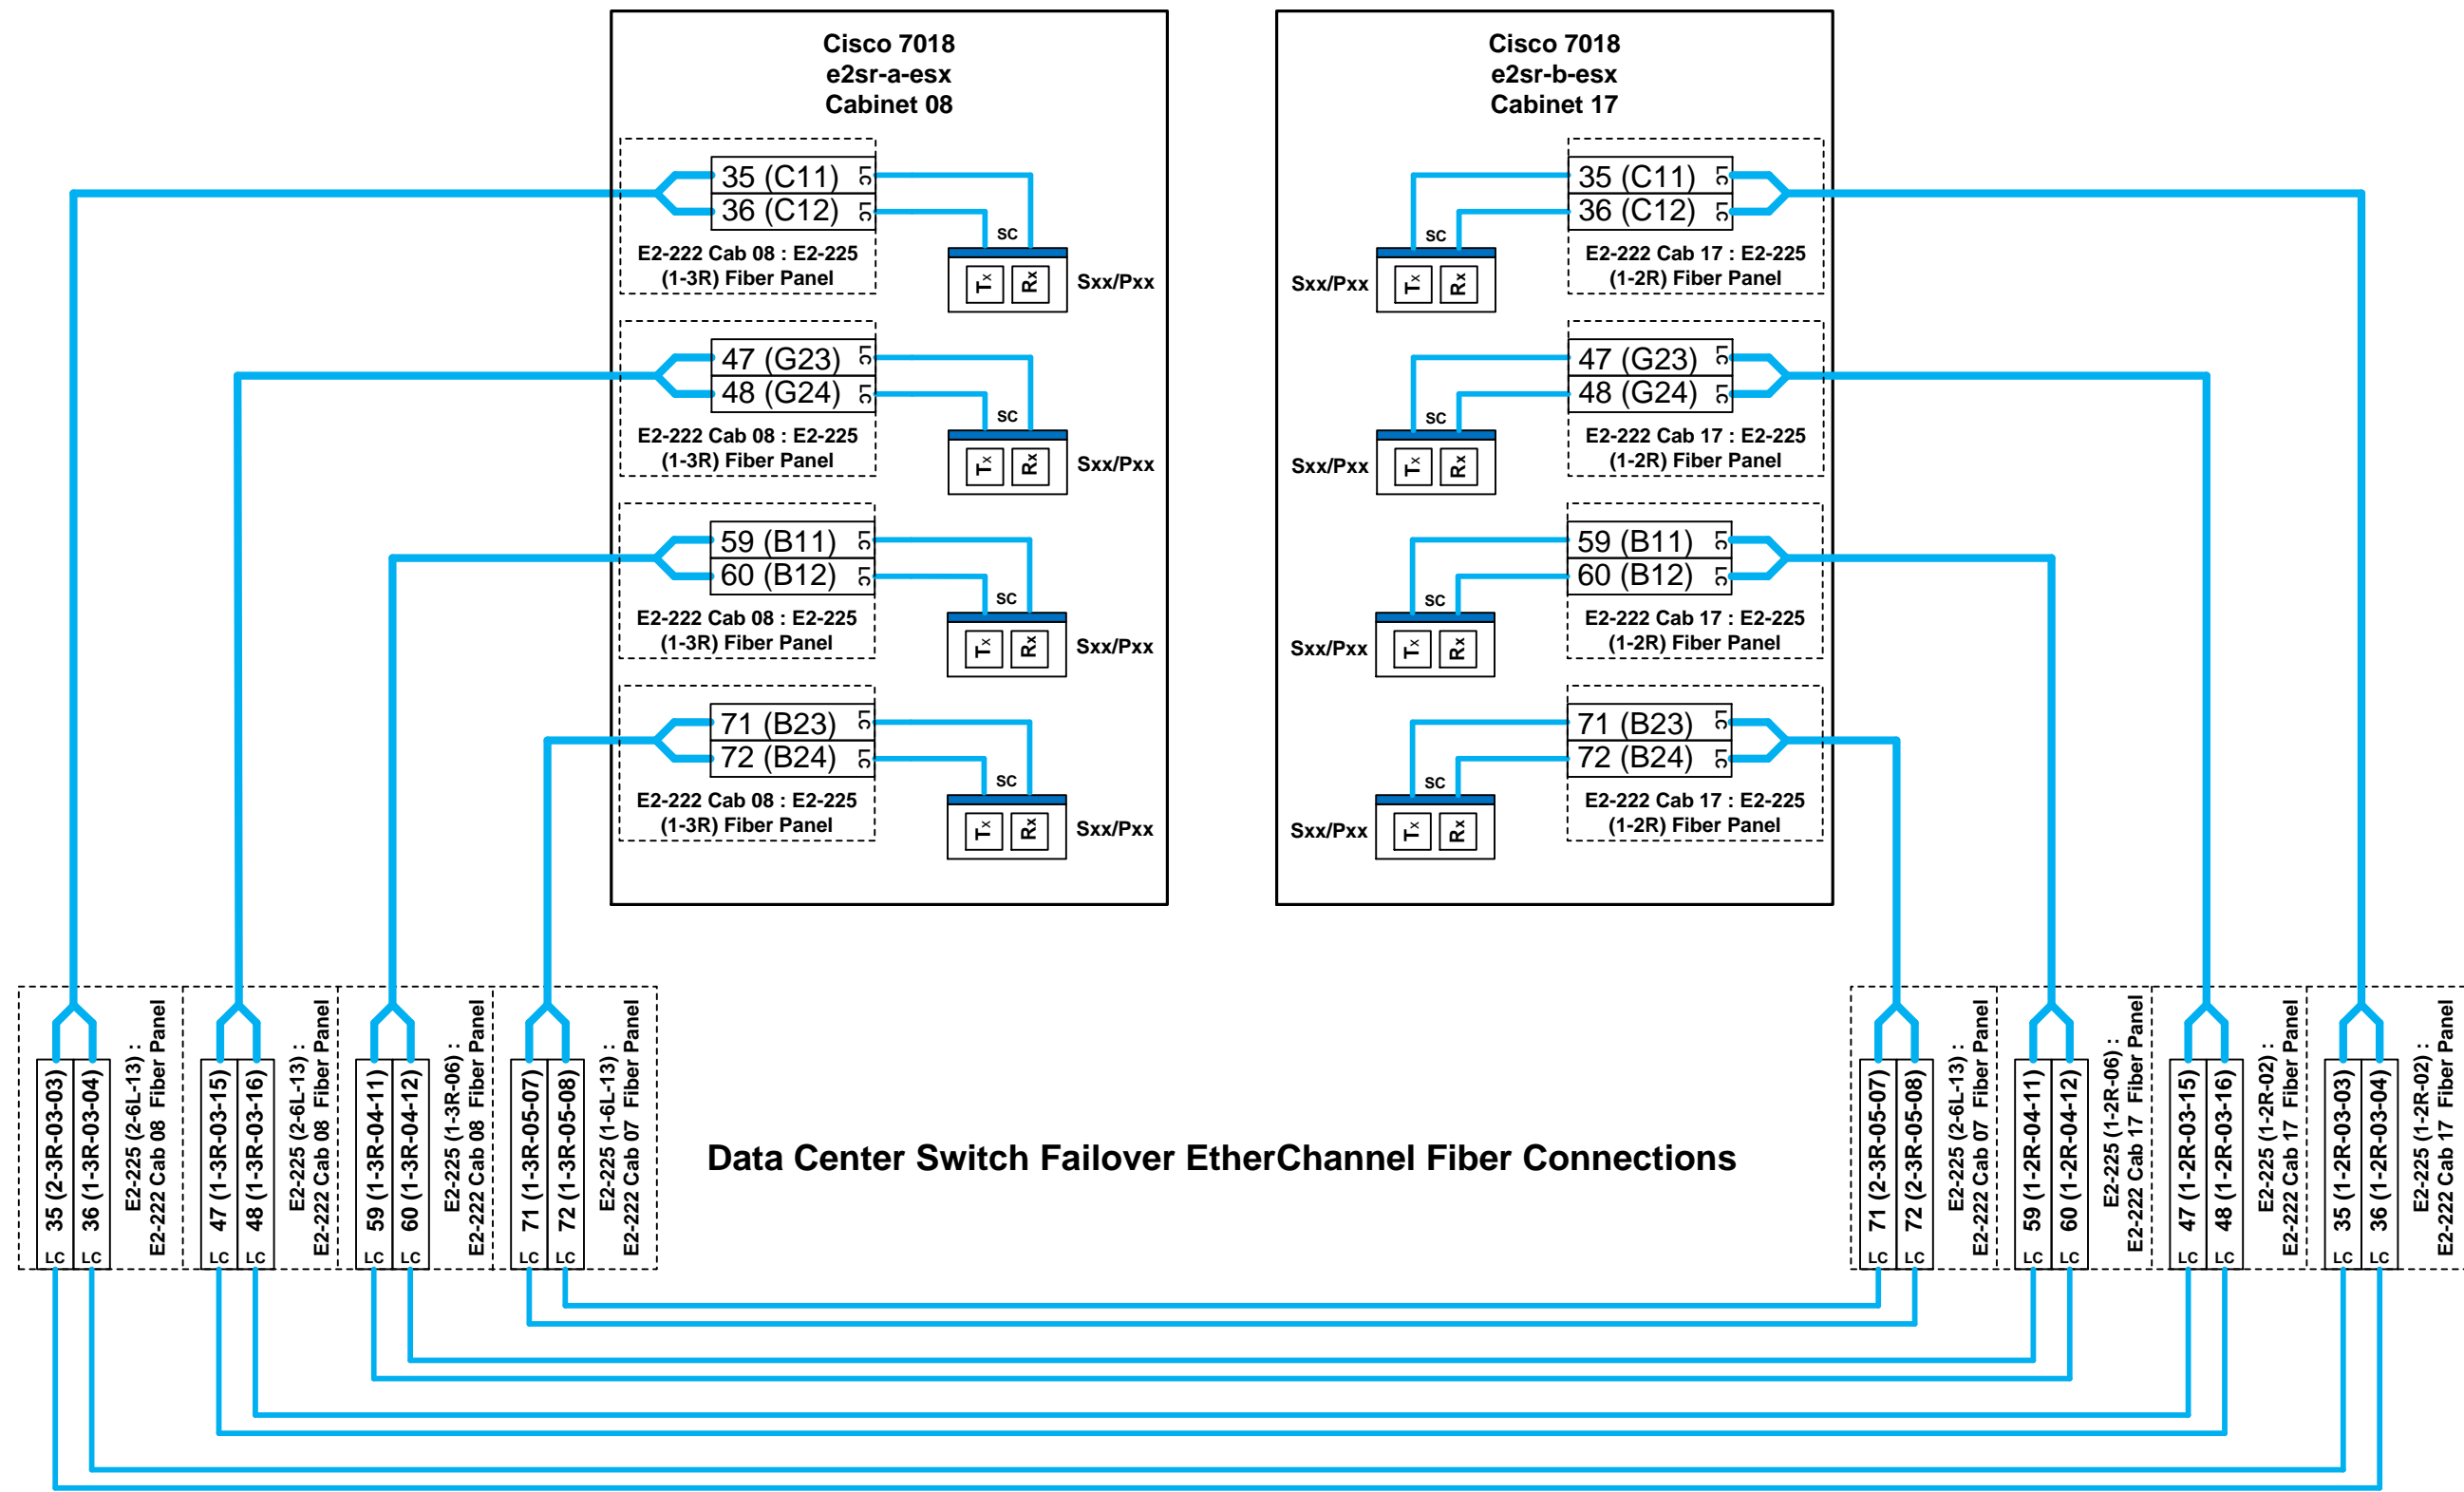 Cisco 7018
e2sr-a-esx
Cabinet 08
35 (C11) LC
36 (C12) LC
SC
E2-222 Cab 08 : E2-225
(1-3R) Fiber Panel
Tx Rx
Sxx/Pxx
47 (G23) LC
48 (G24) LC
SC
E2-222 Cab 08 : E2-225
(1-3R) Fiber Panel
Tx Rx
Sxx/Pxx
59 (B11) LC
60 (B12) LC
SC
E2-222 Cab 08 : E2-225
(1-3R) Fiber Panel
Tx Rx
Sxx/Pxx
71 (B23) LC
72 (B24) LC
SC
E2-222 Cab 08 : E2-225
(1-3R) Fiber Panel
Tx Rx
Sxx/Pxx
Cisco 7018
e2sr-b-esx
Cabinet 17
35 (C11) LC
36 (C12) LC
SC
E2-222 Cab 17 : E2-225
(1-2R) Fiber Panel
Sxx/Pxx
Tx Rx
47 (G23) LC
48 (G24) LC
SC
E2-222 Cab 17 : E2-225
(1-2R) Fiber Panel
Sxx/Pxx
Tx Rx
59 (B11) LC
60 (B12) LC
SC
E2-222 Cab 17 : E2-225
(1-2R) Fiber Panel
Sxx/Pxx
Tx Rx
71 (B23) LC
72 (B24) LC
SC
E2-222 Cab 17 : E2-225
(1-2R) Fiber Panel
Sxx/Pxx
Tx Rx
LC 35 (2-3R-03-03)
LC 36 (1-3R-03-04)
E2-225 (2-6L-13) :
E2-222 Cab 08 Fiber Panel
LC 47 (1-3R-03-15)
LC 48 (1-3R-03-16)
E2-225 (2-6L-13) :
E2-222 Cab 08 Fiber Panel
LC 59 (1-3R-04-11)
LC 60 (1-3R-04-12)
E2-225 (1-3R-06) :
E2-222 Cab 08 Fiber Panel
LC 71 (1-3R-05-07)
LC 72 (1-3R-05-08)
E2-225 (1-6L-13) :
E2-222 Cab 07 Fiber Panel
Data Center Switch Failover EtherChannel Fiber Connections
LC 71 (2-3R-05-07)
LC 72 (2-3R-05-08)
E2-225 (2-6L-13) :
E2-222 Cab 07 Fiber Panel
LC 59 (1-2R-04-11)
LC 60 (1-2R-04-12)
E2-225 (1-2R-06) :
E2-222 Cab 17 Fiber Panel
LC 47 (1-2R-03-15)
LC 48 (1-2R-03-16)
E2-225 (1-2R-02) :
E2-222 Cab 17 Fiber Panel
LC 35 (1-2R-03-03)
LC 36 (1-2R-03-04)
E2-225 (1-2R-02) :
E2-222 Cab 17 Fiber Panel